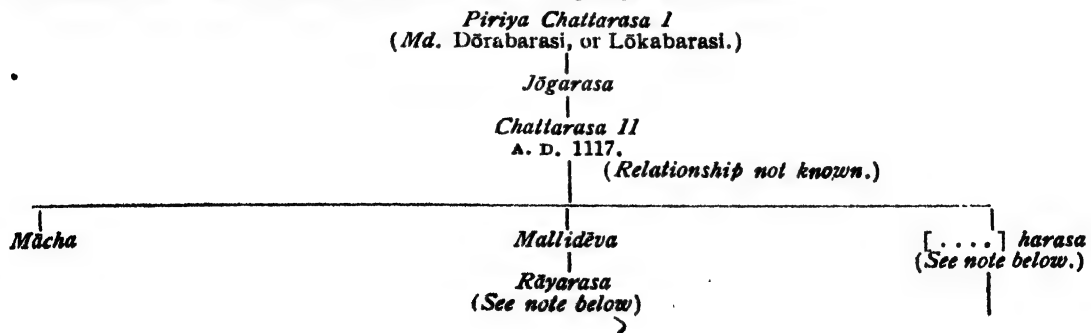 Piriya Chattarasa I
(Md. Dōrabarasi, or Lōkabarasi.)
Jōgarasa
Chattarasa II
A. D. 1117.
(Relationship not known.)
Mācha Mallidēva [....] harasa
(See note below.)
Rāyarasa
(See note below)